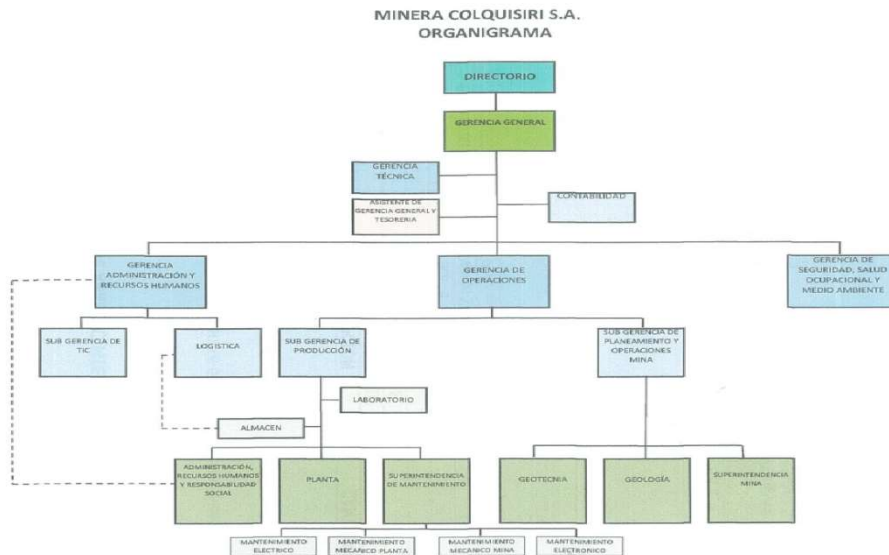 MINERA COLQUISIRI S.A.
ORGANIGRAMA
DIRECTORIO
GERENCIA GENERAL
GERENCIA
TÉCNICA
CONTABILIDAD
ASISTENTE DE
GERENCIA GENERAL Y
TESORERIA
GERENCIA
ADMINISTRACIÓN Y
RECURSOS HUMANOS
GERENCIA DE
OPERACIONES
GERENCIA DE
SEGURIDAD, SALUD
OCUPACIONAL Y
MEDIO AMBIENTE
SUB GERENCIA DE
TIC
LOGISTICA
SUB GERENCIA DE
PRODUCCIÓN
SUB GERENCIA DE
PLANEAMIENTO Y
OPERACIONES
MINA
LABORATORIO
ALMACEN
ADMINISTRACIÓN,
RECURSOS HUMANOS
Y RESPONSABILIDAD
SOCIAL
PLANTA
SUPERINTENDENCIA
DE MANTENIMIENTO
GEOTECNIA
GEOLOGÍA
SUPERINTENDENCIA
MINA
MANTENIMIENTO
ELECTRICO
MANTENIMIENTO
MECÁNICO PLANTA
MANTENIMIENTO
MECANICO MINA
MANTENIMIENTO
ELECTRONICO